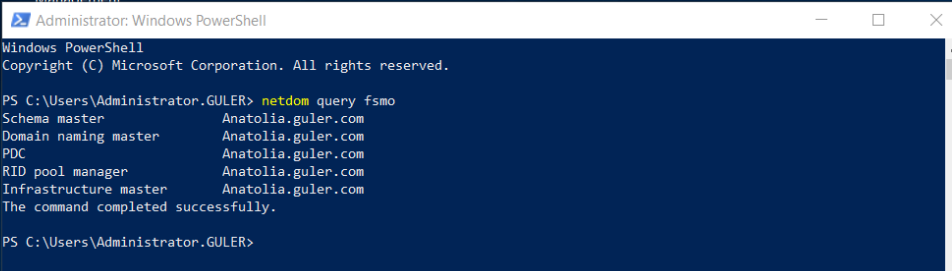 Administrator: Windows PowerShell
Windows PowerShell
Copyright (C) Microsoft Corporation. All rights reserved.
PS C:\Users\Administrator.GULER> netdom query fsmo
Schema master               Anatolia.guler.com
Domain naming master        Anatolia.guler.com
PDC                         Anatolia.guler.com
RID pool manager            Anatolia.guler.com
Infrastructure master       Anatolia.guler.com
The command completed successfully.
PS C:\Users\Administrator.GULER>